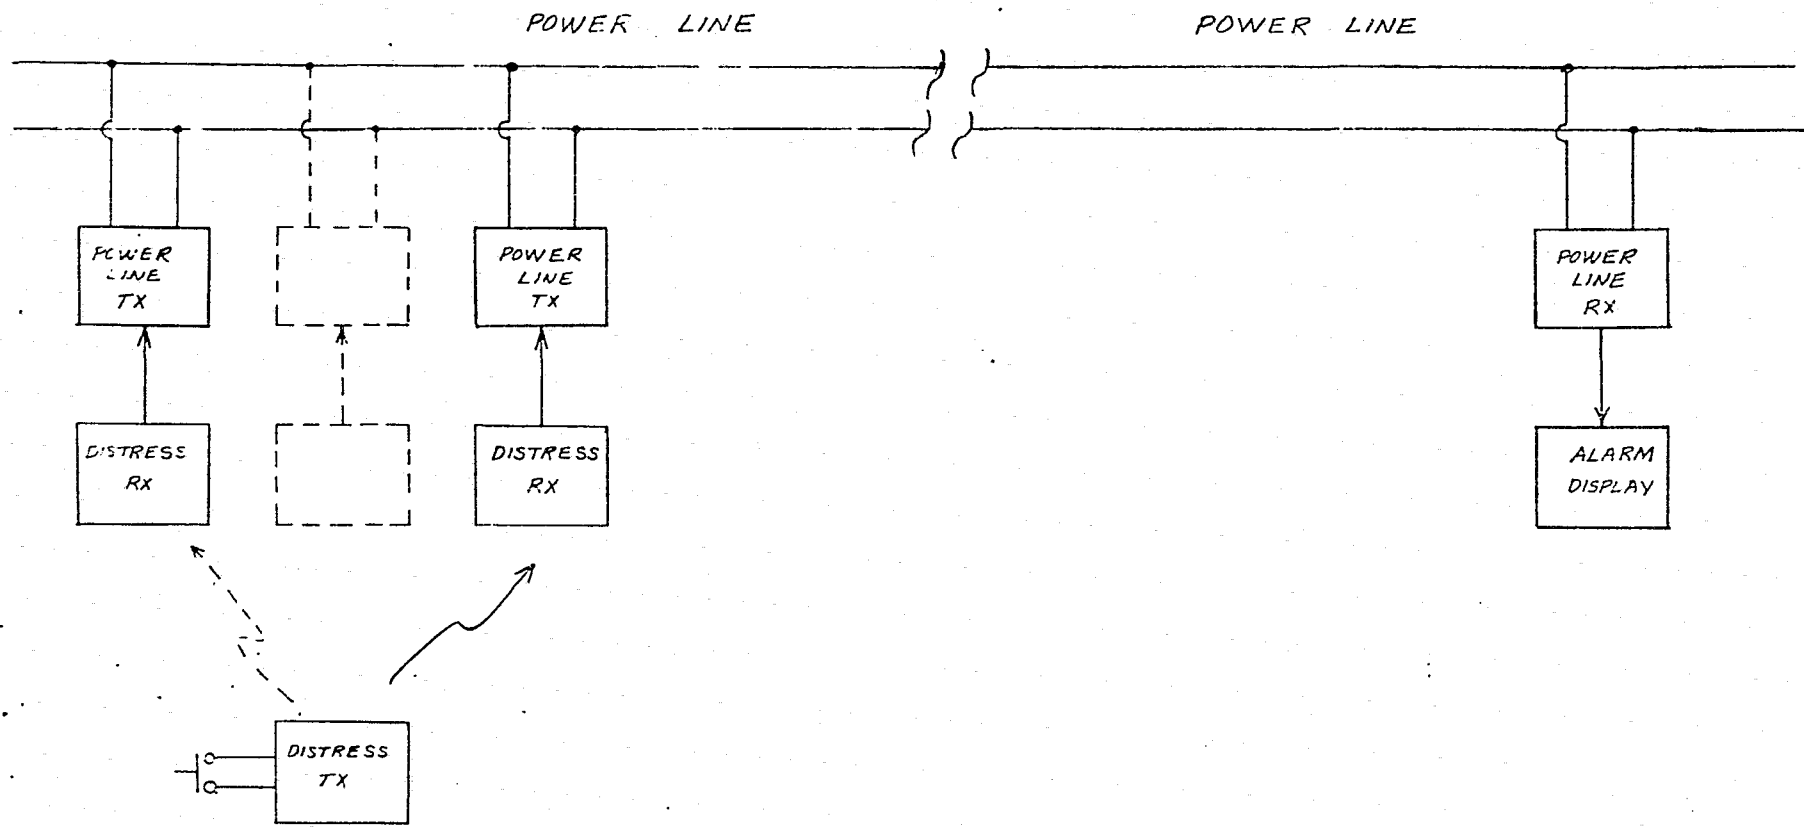 POWER LINE
POWER LINE
POWER
LINE
TX
POWER
LINE
TX
POWER
LINE
RX
DISTRESS
RX
DISTRESS
RX
ALARM
DISPLAY
DISTRESS
TX